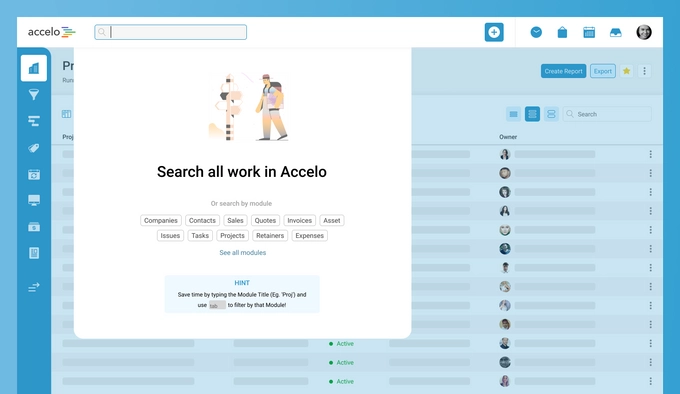 accelo
Pr
Run
Create Report
Export
Search
Proj
Owner
Search all work in Accelo
Or search by module
Companies
Contacts
Sales
Quotes
Invoices
Asset
Issues
Tasks
Projects
Retainers
Expenses
See all modules
HINT
Save time by typing the Module Title (Eg. 'Proj') and
use tab to filter by that Module!
Active
Active
Active